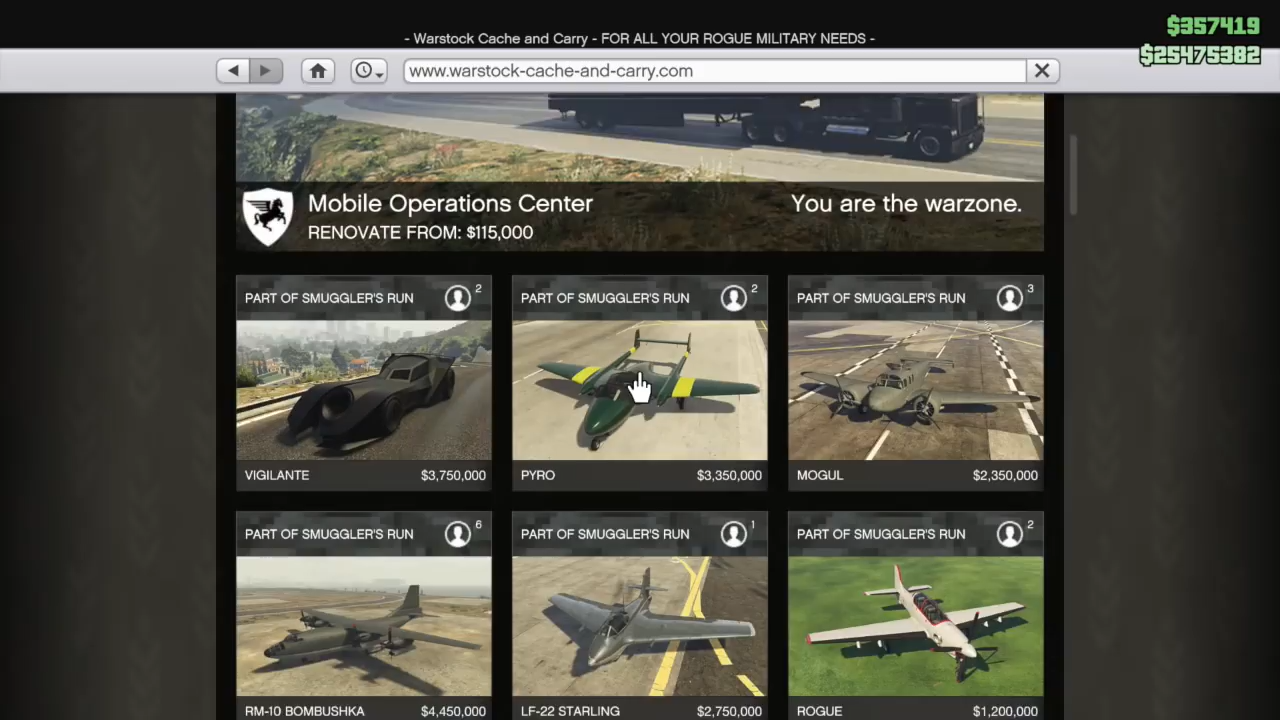 $357419
- Warstock Cache and Carry - FOR ALL YOUR ROGUE MILITARY NEEDS -
$25475382
www.warstock-cache-and-carry.com
Mobile Operations Center
You are the warzone.
RENOVATE FROM: $115,000
PART OF SMUGGLER'S RUN 2
PART OF SMUGGLER'S RUN 2
PART OF SMUGGLER'S RUN 3
VIGILANTE $3,750,000
PYRO $3,350,000
MOGUL $2,350,000
PART OF SMUGGLER'S RUN 6
PART OF SMUGGLER'S RUN 1
PART OF SMUGGLER'S RUN 2
RM-10 BOMBUSHKA $4,450,000
LF-22 STARLING $2,750,000
ROGUE $1,200,000